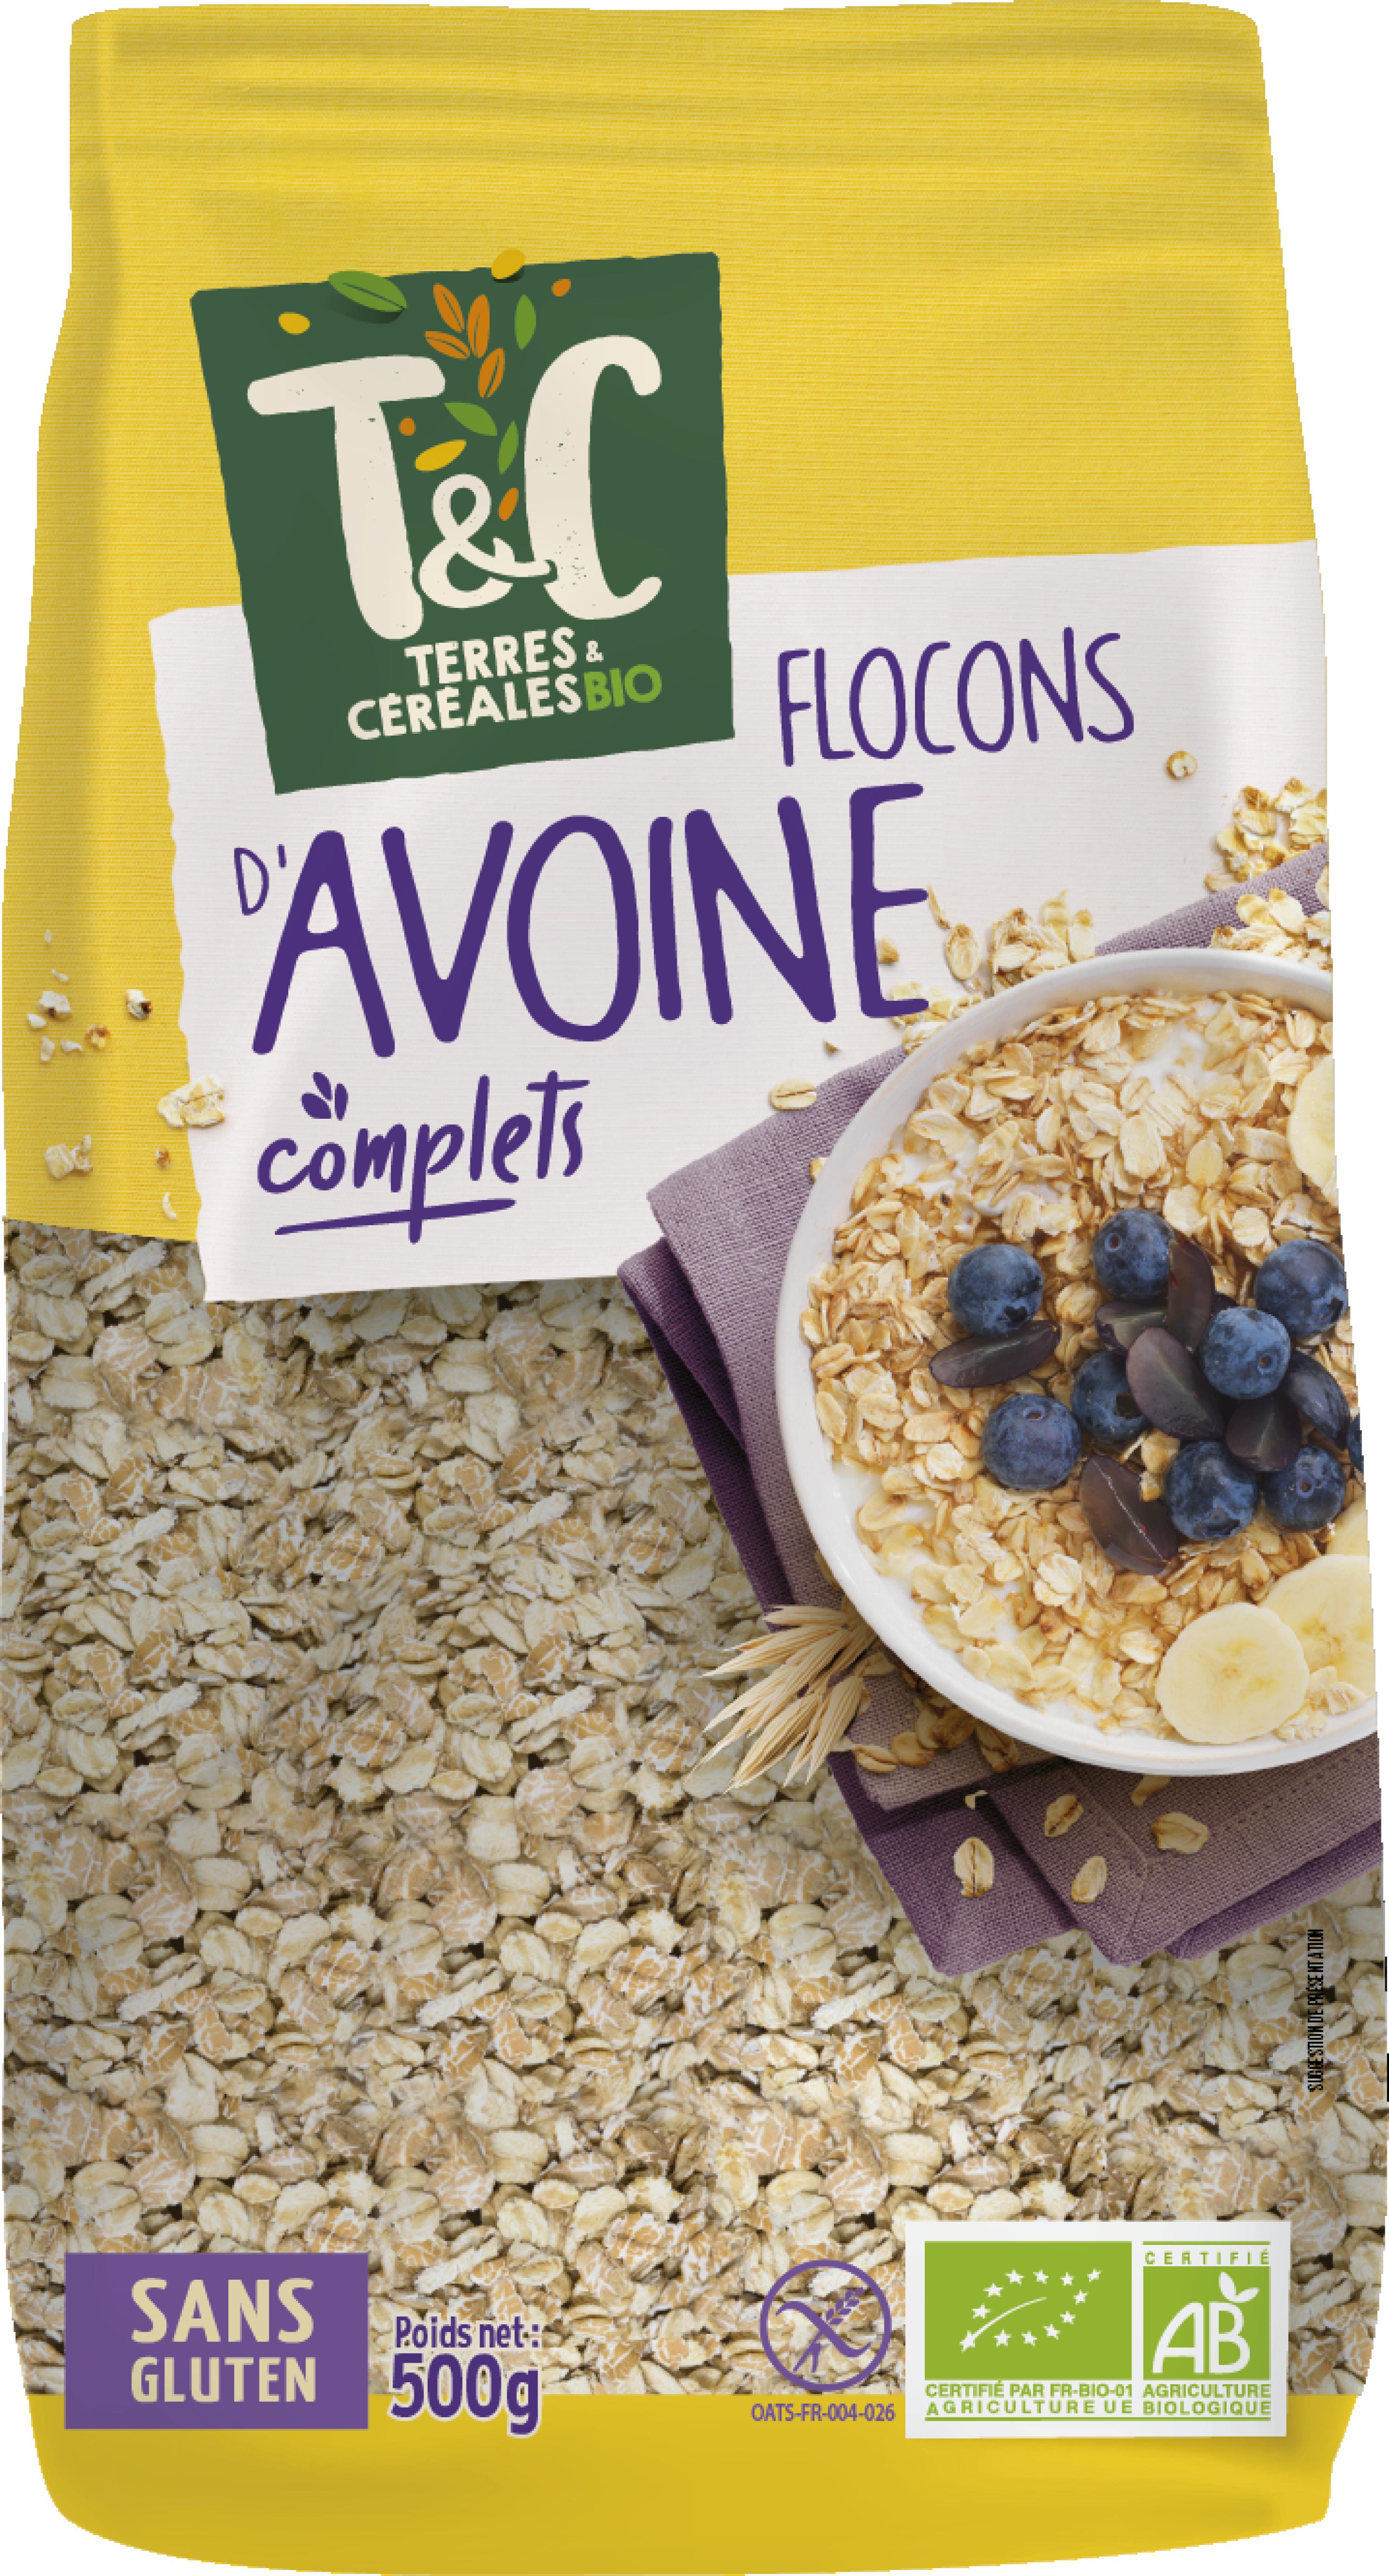 T&C
TERRES &
CÉRÉALES BIO
FLOCONS
D'AVOINE
complets
SUGGESTION DE PRÉSENTATION
SANS
GLUTEN
Poids net :
500g
OATS-FR-004-026
CERTIFIÉ
AB
CERTIFIÉ PAR FR-BIO-01
AGRICULTURE UE
AGRICULTURE
BIOLOGIQUE